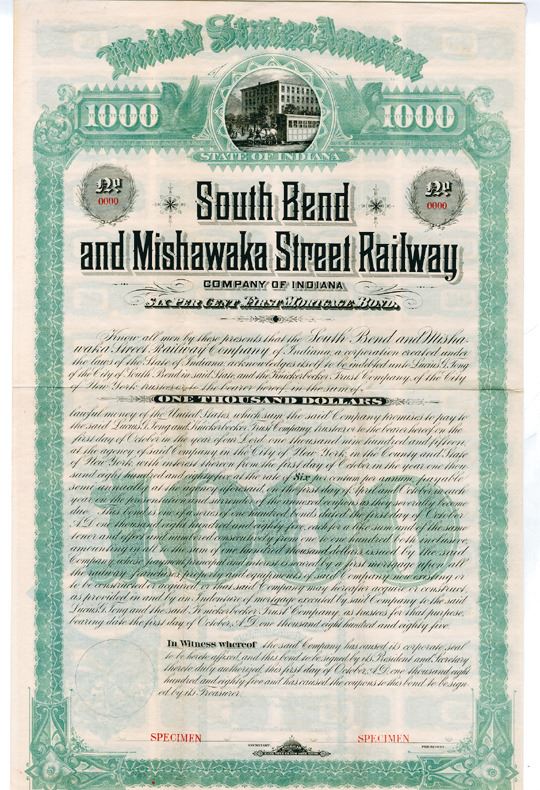 United States of America
1000 1000
STATE OF INDIANA
No 0000 No 0000
South Bend
and Mishawaka Street Railway
COMPANY OF INDIANA
SIX PER CENT FIRST MORTGAGE BOND.
Know all men by these presents that the South Bend and Misha
waka Street Railway Company of Indiana, a corporation created under
the laws of the State of Indiana, acknowledges itself to be indebted unto Lucius G. Tong
of the City of South Bend in said State and the Knickerbocker Trust Company, of the City
of New York trustees or to the bearer hereof in the sum of
ONE THOUSAND DOLLARS
lawful money of the United States, which sum the said Company promises to pay to
the said Lucius G. Tong and Knickerbocker Trust Company, trustees or to the bearer hereof on the
first day of October in the year of our Lord one thousand nine hundred and fifteen,
at the agency of said Company in the City of New York, in the County and State
of New York, with interest thereon from the first day of October in the year one thou
sand eight hundred and eighty five at the rate of Six per centum per annum, payable
semi-annually at the agency aforesaid, on the first day of April and October in each
year on the presentation and surrender of the annexed coupons as they severally become
due. This bond is one of a series of one hundred bonds dated the first day of October
A.D. one thousand eight hundred and eighty five, each for a like sum and of the same
tenor and effect and numbered consecutively from one to one hundred both inclusive,
amounting in all to the sum of one hundred thousand dollars issued by the said
Company, whose payment principal and interest is secured by a first mortgage upon all
the railway, franchises, property and equipments of said Company now existing or
to be constructed or acquired or that said Company may hereafter acquire or construct,
as provided in and by an Indenture of mortgage executed by said Company to the said
Lucius G. Tong and the said Knickerbocker Trust Company, as trustees for that purpose,
bearing date the first day of October, A.D. one thousand eight hundred and eighty five.
1000
In Witness whereof the said Company has caused its corporate seal
to be hereto affixed, and this bond to be signed by its President and Secretary
thereto duly authorized, this first day of October, A.D. one thousand eight
hundred and eighty five and has caused the coupons to this bond to be sign-
ed by its Treasurer.
SPECIMEN SPECIMEN
SECRETARY PRESIDENT